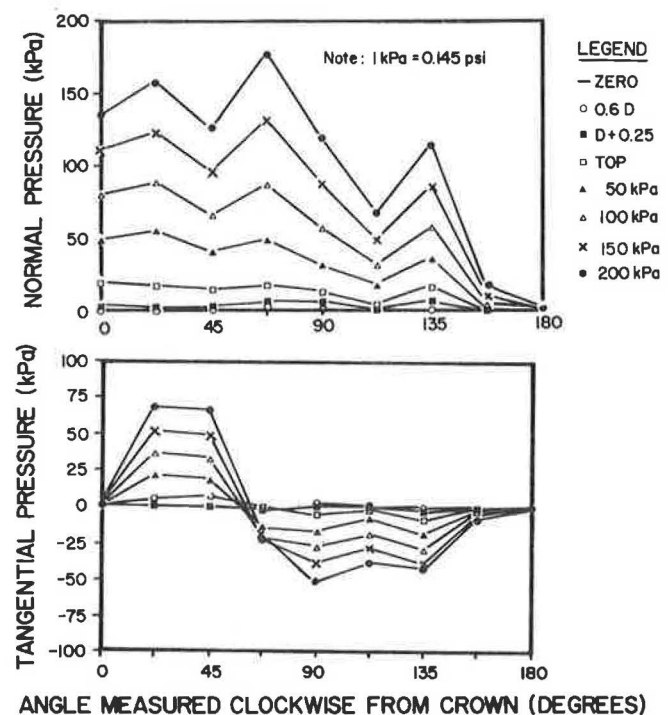 NORMAL PRESSURE (kPa)
200
150
100
50
0
Note: 1 kPa = 0.145 psi
0 45 90 135 180
LEGEND
ZERO
0.6 D
D+0.25
TOP
50 kPa
100 kPa
150 kPa
200 kPa
TANGENTIAL PRESSURE (kPa)
100
75
50
25
0
-25
-50
-75
-100
0 45 90 135 180
ANGLE MEASURED CLOCKWISE FROM CROWN (DEGREES)